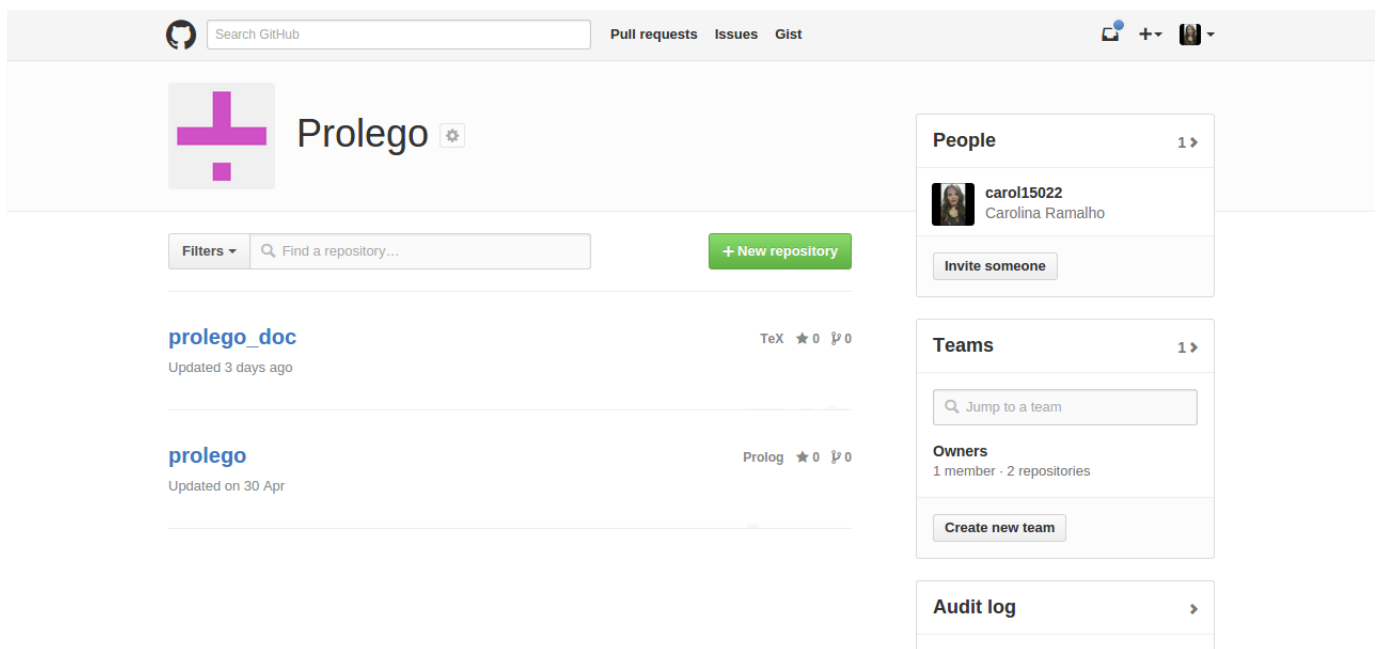 Search GitHub Pull requests Issues Gist
Prolego
Filters Find a repository… + New repository
prolego_doc TeX 0 0
Updated 3 days ago
prolego Prolog 0 0
Updated on 30 Apr
People 1
carol15022
Carolina Ramalho
Invite someone
Teams 1
Jump to a team
Owners
1 member · 2 repositories
Create new team
Audit log